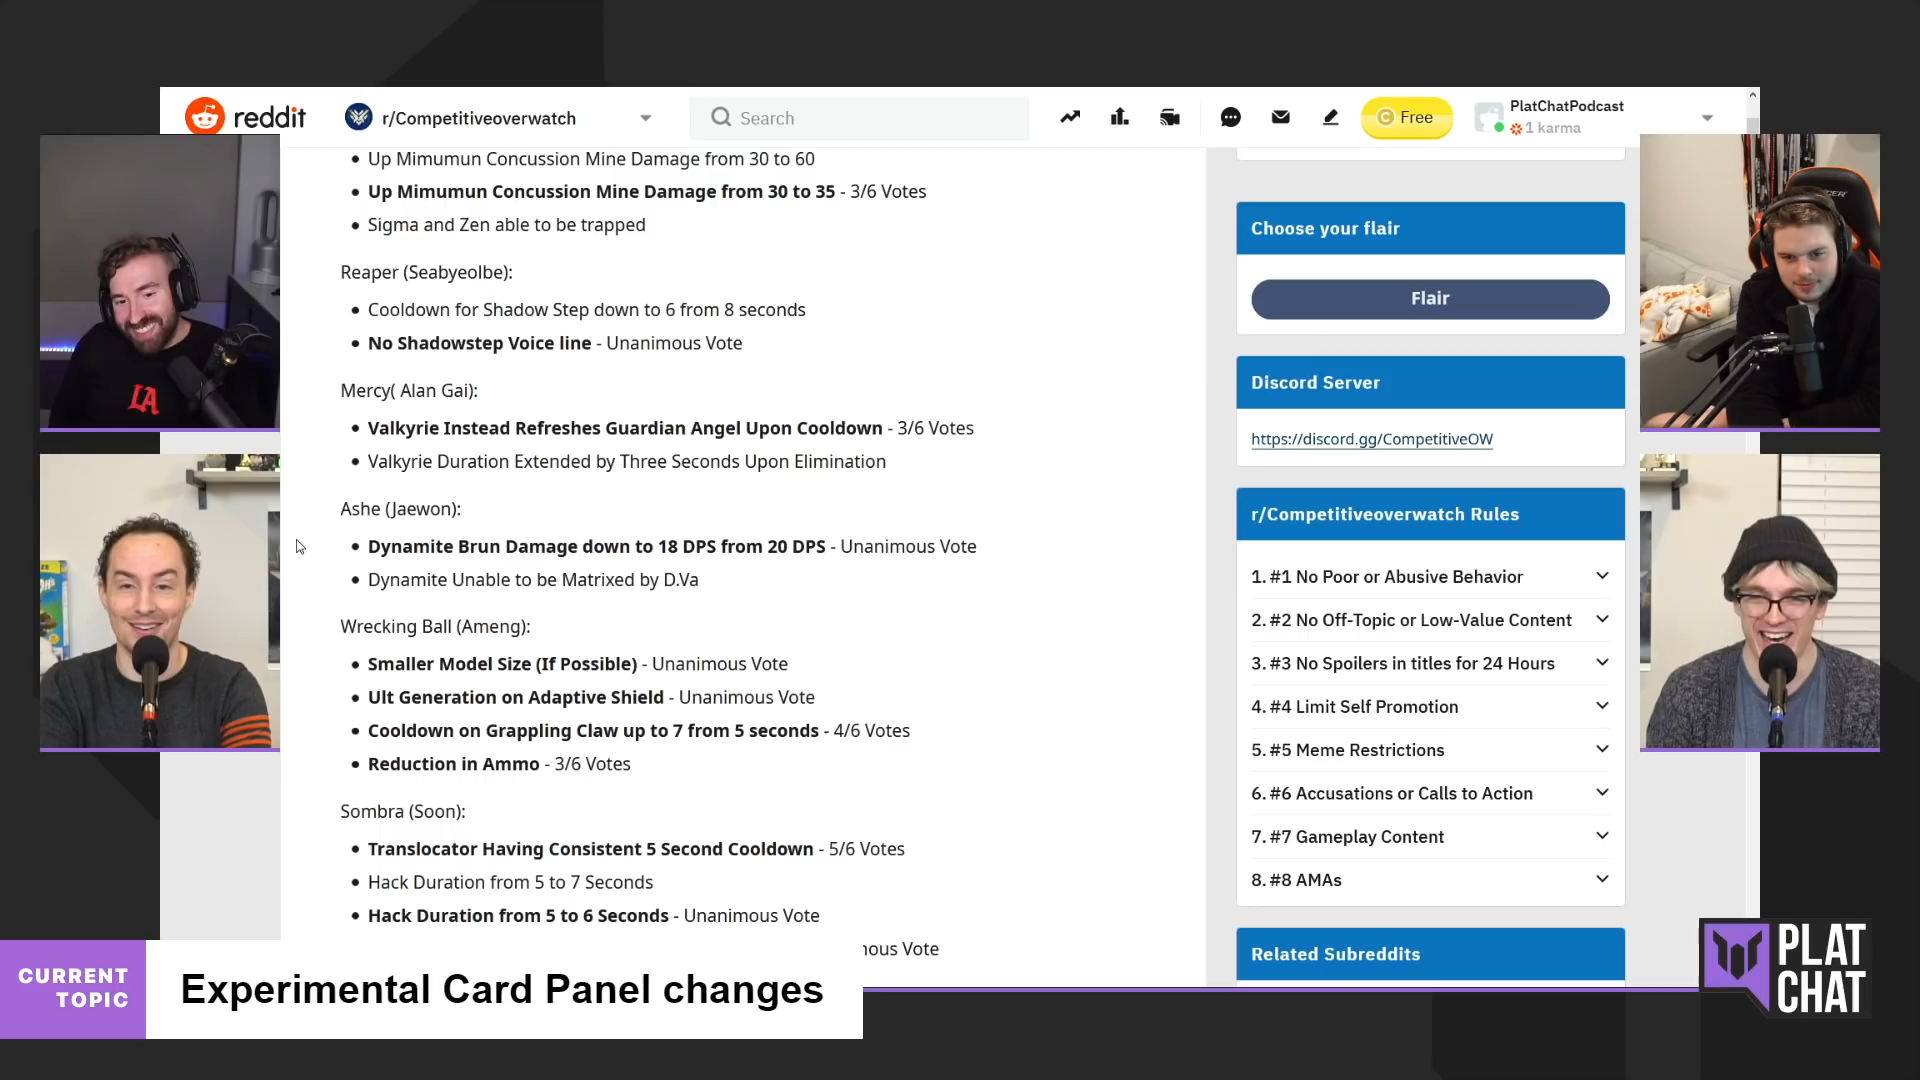 reddit
r/Competitiveoverwatch
Search
Free
PlatChatPodcast
1 karma
Up Mimumun Concussion Mine Damage from 30 to 60
Up Mimumun Concussion Mine Damage from 30 to 35 - 3/6 Votes
Sigma and Zen able to be trapped
Reaper (Seabyeolbe):
Cooldown for Shadow Step down to 6 from 8 seconds
No Shadowstep Voice line - Unanimous Vote
Mercy( Alan Gai):
Valkyrie Instead Refreshes Guardian Angel Upon Cooldown - 3/6 Votes
Valkyrie Duration Extended by Three Seconds Upon Elimination
Ashe (Jaewon):
Dynamite Brun Damage down to 18 DPS from 20 DPS - Unanimous Vote
Dynamite Unable to be Matrixed by D.Va
Wrecking Ball (Ameng):
Smaller Model Size (If Possible) - Unanimous Vote
Ult Generation on Adaptive Shield - Unanimous Vote
Cooldown on Grappling Claw up to 7 from 5 seconds - 4/6 Votes
Reduction in Ammo - 3/6 Votes
Sombra (Soon):
Translocator Having Consistent 5 Second Cooldown - 5/6 Votes
Hack Duration from 5 to 7 Seconds
Hack Duration from 5 to 6 Seconds - Unanimous Vote
Vote
Choose your flair
Flair
Discord Server
https://discord.gg/CompetitiveOW
r/Competitiveoverwatch Rules
1. #1 No Poor or Abusive Behavior
2. #2 No Off-Topic or Low-Value Content
3. #3 No Spoilers in titles for 24 Hours
4. #4 Limit Self Promotion
5. #5 Meme Restrictions
6. #6 Accusations or Calls to Action
7. #7 Gameplay Content
8. #8 AMAs
Related Subreddits
LA
CURRENT
TOPIC
Experimental Card Panel changes
PLAT
CHAT